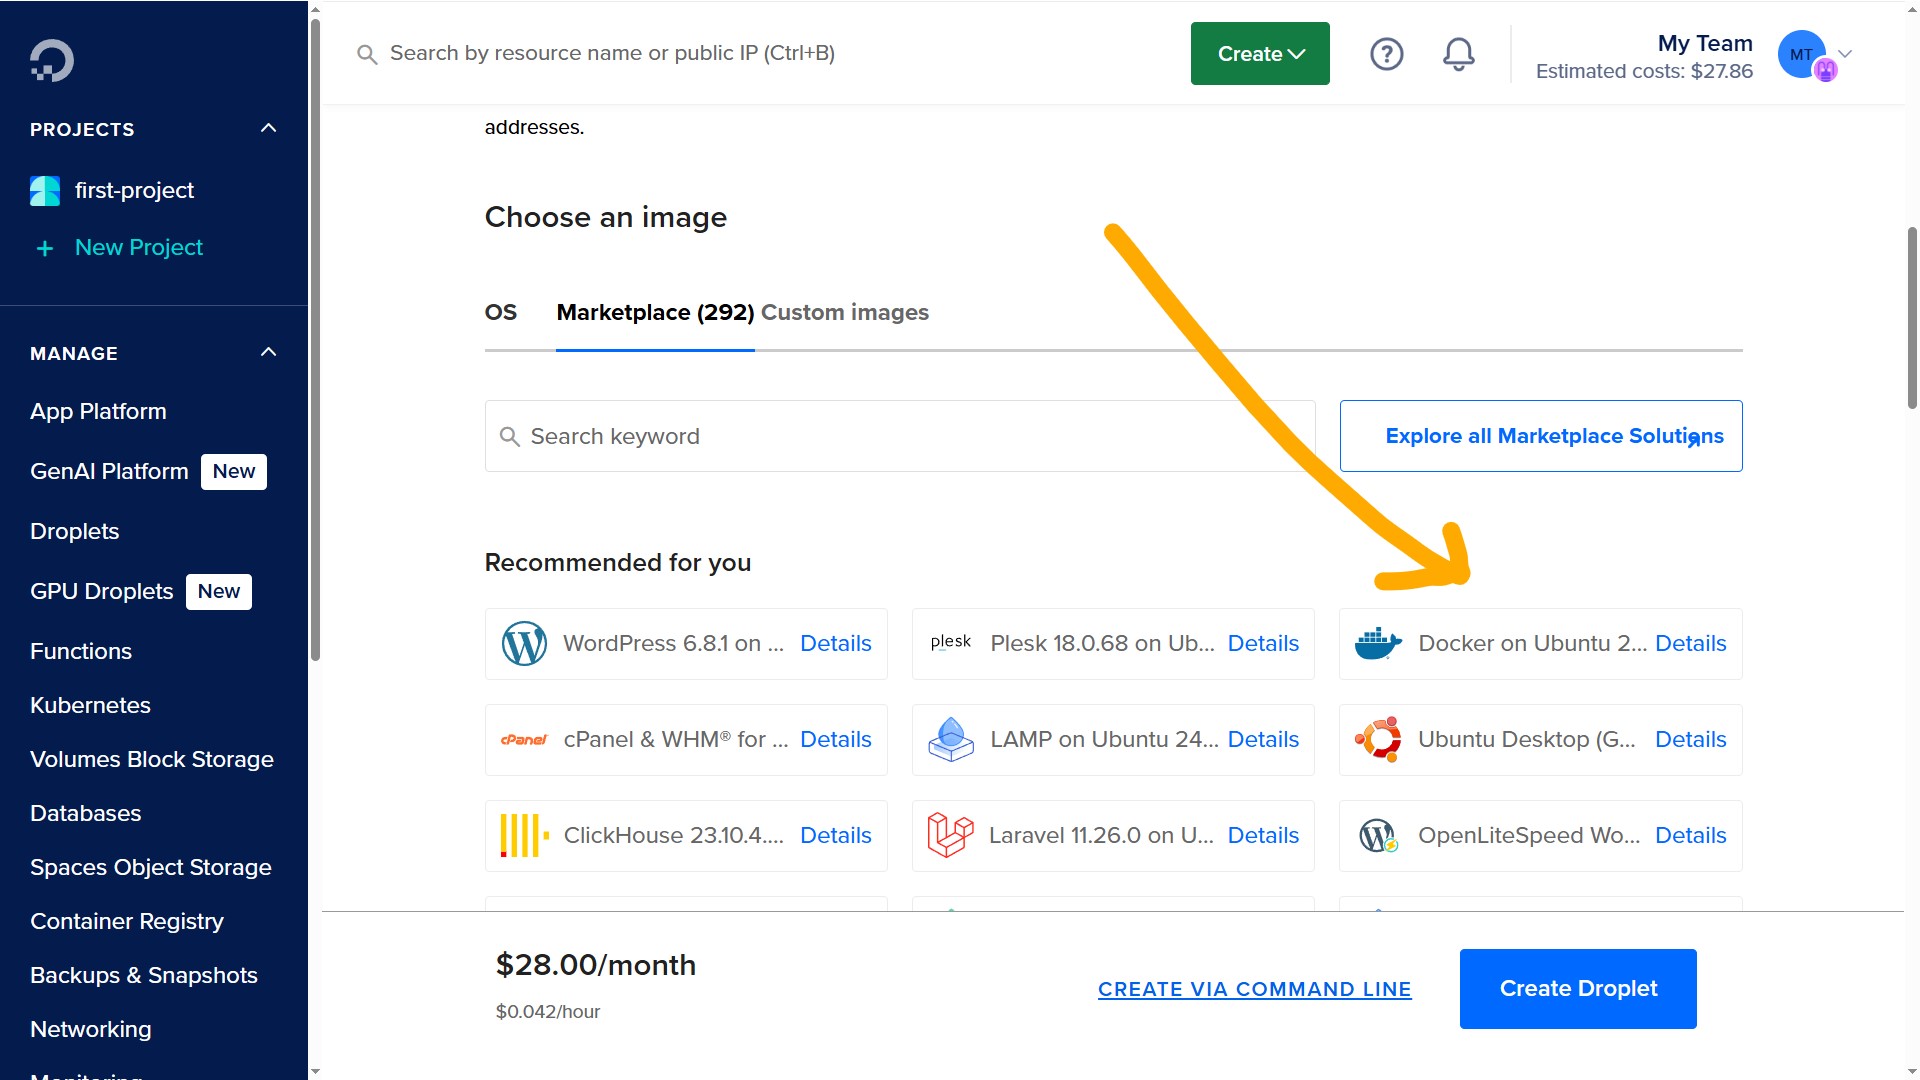 Search by resource name or public IP (Ctrl+B)
Create
My Team
Estimated costs: $27.86
MT
PROJECTS
first-project
+ New Project
MANAGE
App Platform
GenAI Platform New
Droplets
GPU Droplets New
Functions
Kubernetes
Volumes Block Storage
Databases
Spaces Object Storage
Container Registry
Backups & Snapshots
Networking
Monitoring
addresses.
Choose an image
OS Marketplace (292) Custom images
Search keyword
Explore all Marketplace Solutions
Recommended for you
WordPress 6.8.1 on ... Details
plesk Plesk 18.0.68 on Ub... Details
Docker on Ubuntu 2... Details
cPanel cPanel & WHM® for ... Details
LAMP on Ubuntu 24... Details
Ubuntu Desktop (G... Details
ClickHouse 23.10.4.... Details
Laravel 11.26.0 on U... Details
OpenLiteSpeed Wo... Details
$28.00/month
$0.042/hour
CREATE VIA COMMAND LINE
Create Droplet